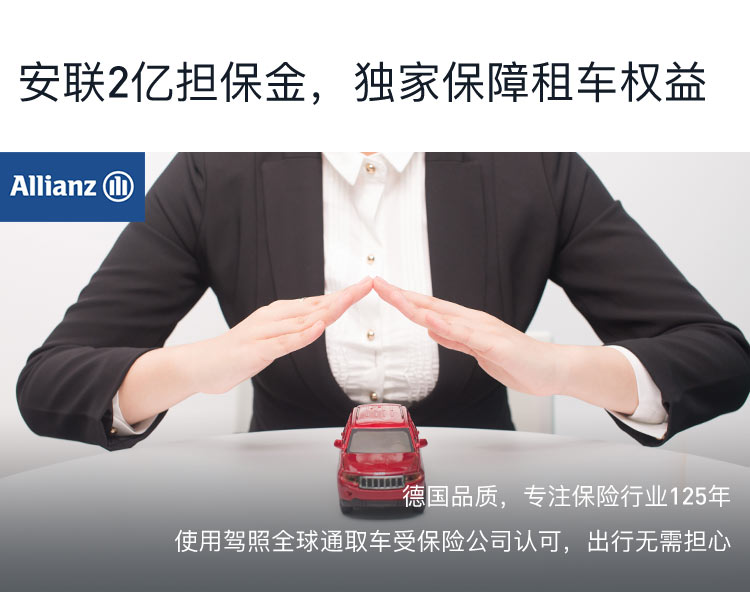 安联2亿担保金，独家保障租车权益
Allianz
德国品质，专注保险行业125年
使用驾照全球通取车受保险公司认可，出行无需担心